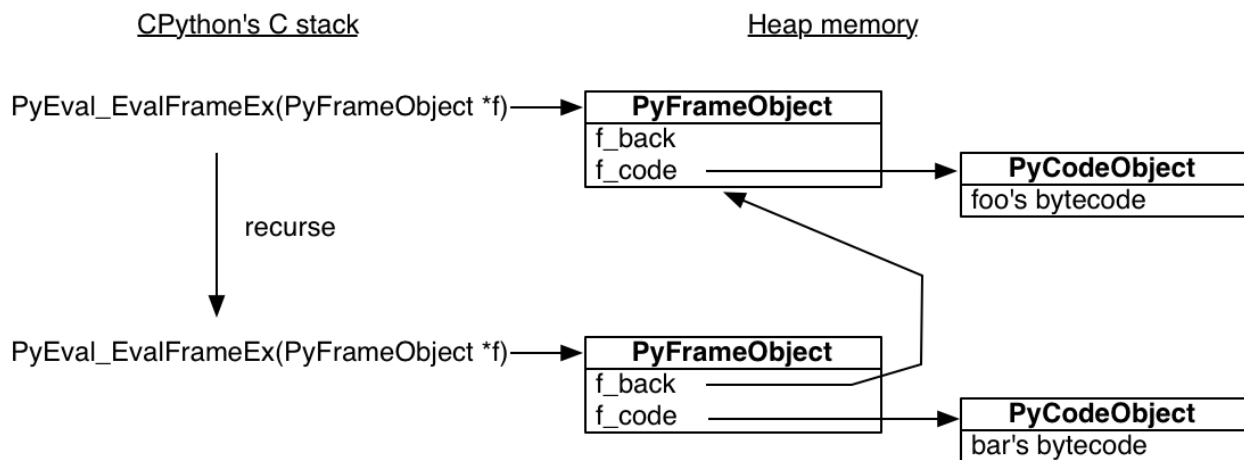 CPython's C stack
Heap memory
PyEval_EvalFrameEx(PyFrameObject *f)
PyFrameObject
f_back
f_code
PyCodeObject
foo's bytecode
recurse
PyEval_EvalFrameEx(PyFrameObject *f)
PyFrameObject
f_back
f_code
PyCodeObject
bar's bytecode